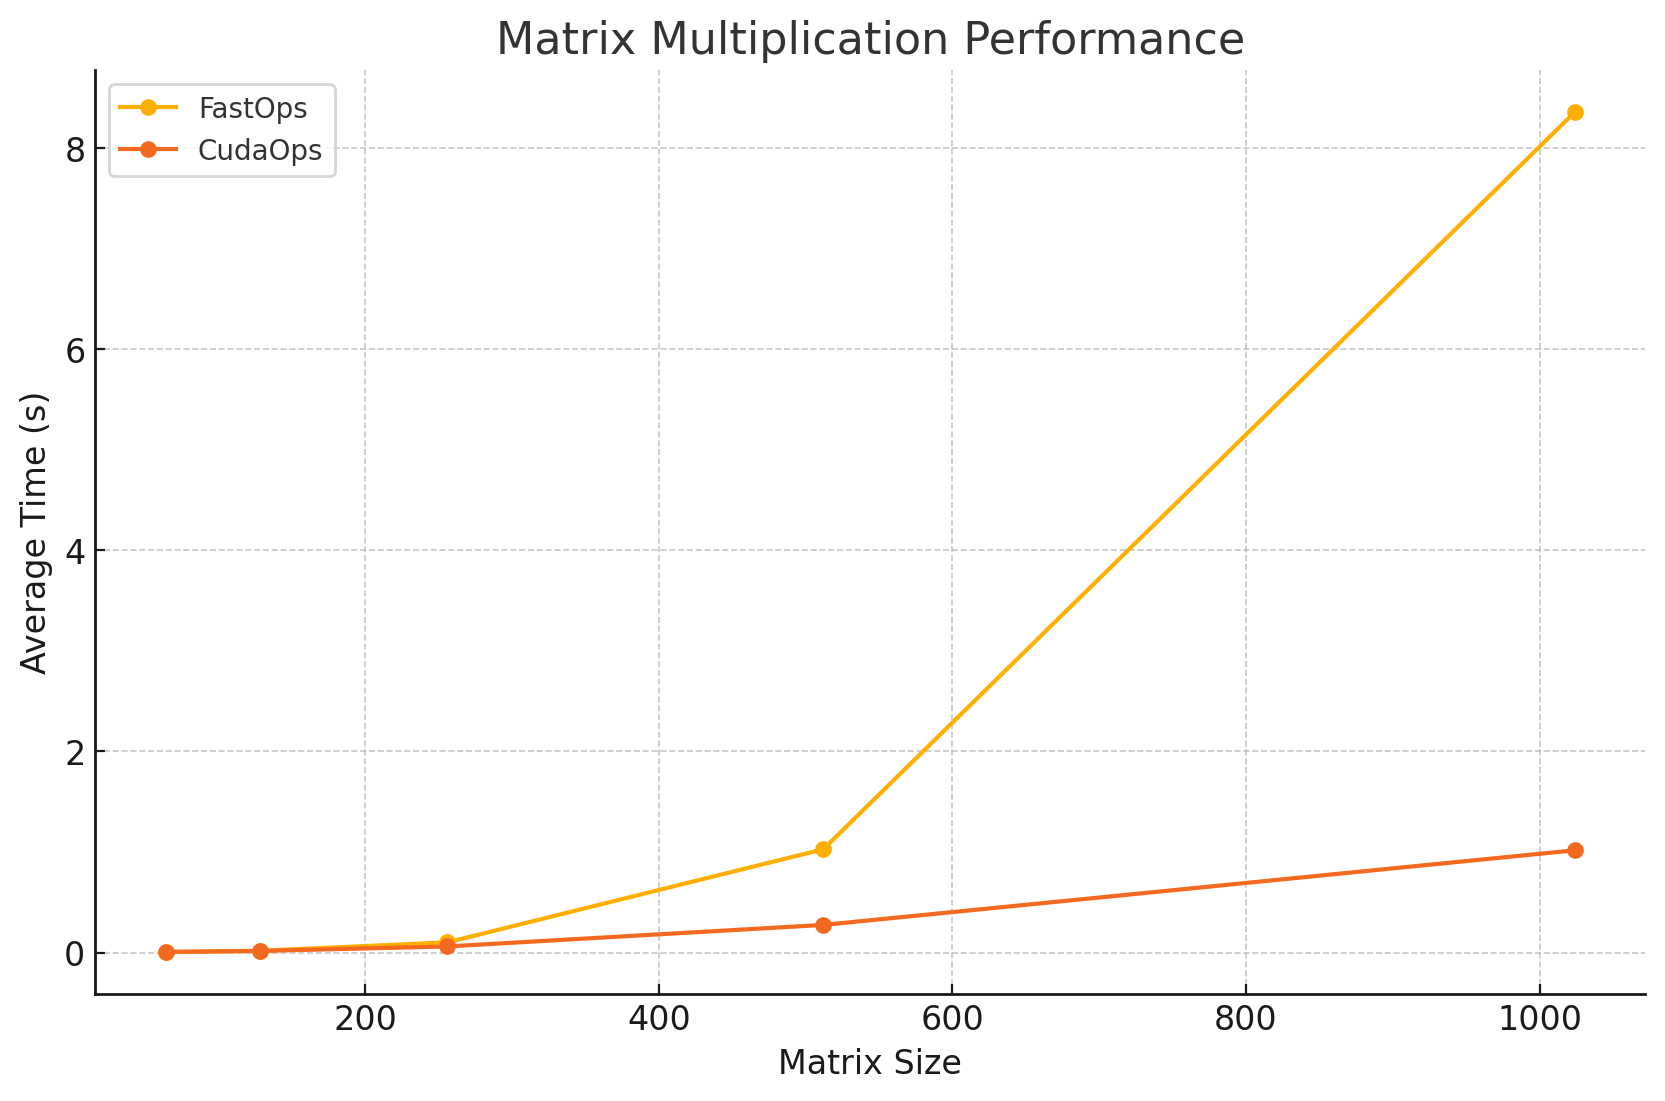 Matrix Multiplication Performance
FastOps
CudaOps
Average Time (s)
8
6
4
2
0
200 400 600 800 1000
Matrix Size